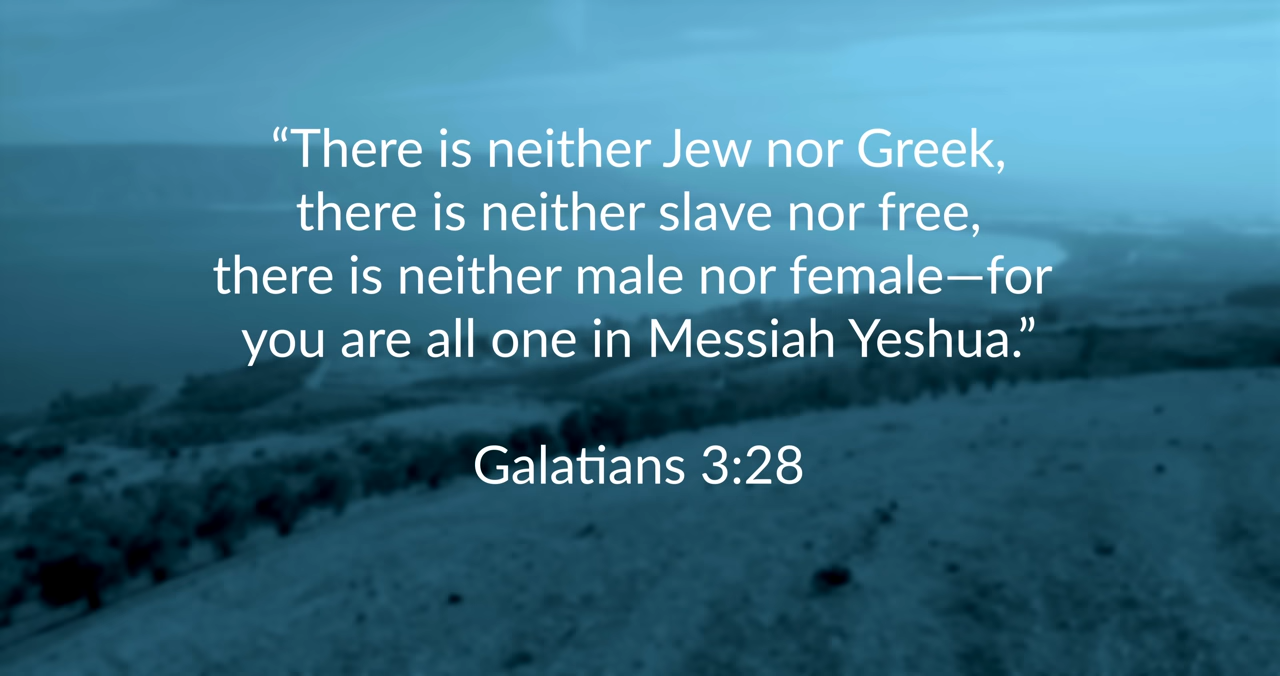 “There is neither Jew nor Greek,
there is neither slave nor free,
there is neither male nor female—for
you are all one in Messiah Yeshua.”
Galatians 3:28